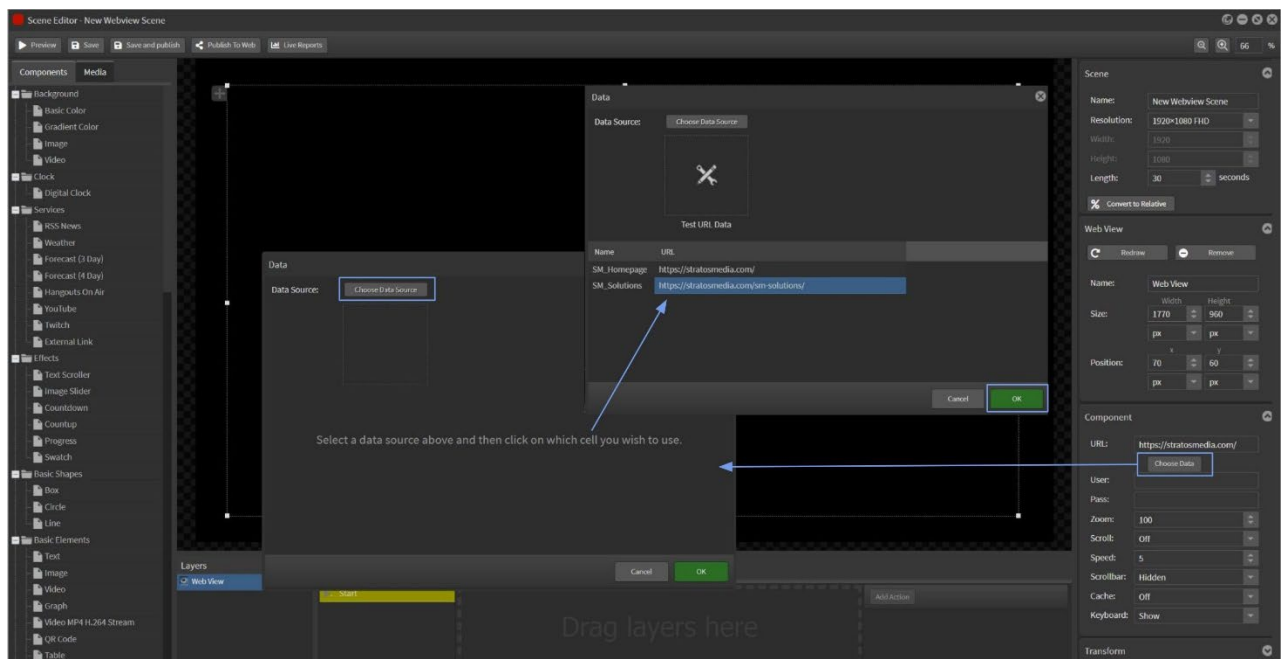 Scene Editor - New Webview Scene
Preview Save Save and publish Publish To Web Live Reports 66 %
Components Media
Background
Basic Color
Gradient Color
Image
Video
Clock
Digital Clock
Services
RSS News
Weather
Forecast (3 Day)
Forecast (4 Day)
Hangouts On Air
YouTube
Twitch
External Link
Effects
Text Scroller
Image Slider
Countdown
Countup
Progress
Swatch
Basic Shapes
Box
Circle
Line
Basic Elements
Text
Image
Video
Graph
Video MP4 H.264 Stream
QR Code
Table
Data
Data Source: Choose Data Source
Select a data source above and then click on which cell you wish to use.
Cancel OK
Data
Data Source: Choose Data Source
Test URL Data
Name URL
SM_Homepage https://stratosmedia.com/
SM_Solutions https://stratosmedia.com/sm-solutions/
Cancel OK
Layers
Web View
Start
Drag layers here
Add Action
Scene
Name: New Webview Scene
Resolution: 1920×1080 FHD
Width: 1920
Height: 1080
Length: 30 seconds
Convert to Relative
Web View
Redraw Remove
Name: Web View
Width Height
Size: 1770 960
px px
x y
Position: 70 60
px px
Component
URL: https://stratosmedia.com/
Choose Data
User:
Pass:
Zoom: 100
Scroll: Off
Speed: 5
Scrollbar: Hidden
Cache: Off
Keyboard: Show
Transform